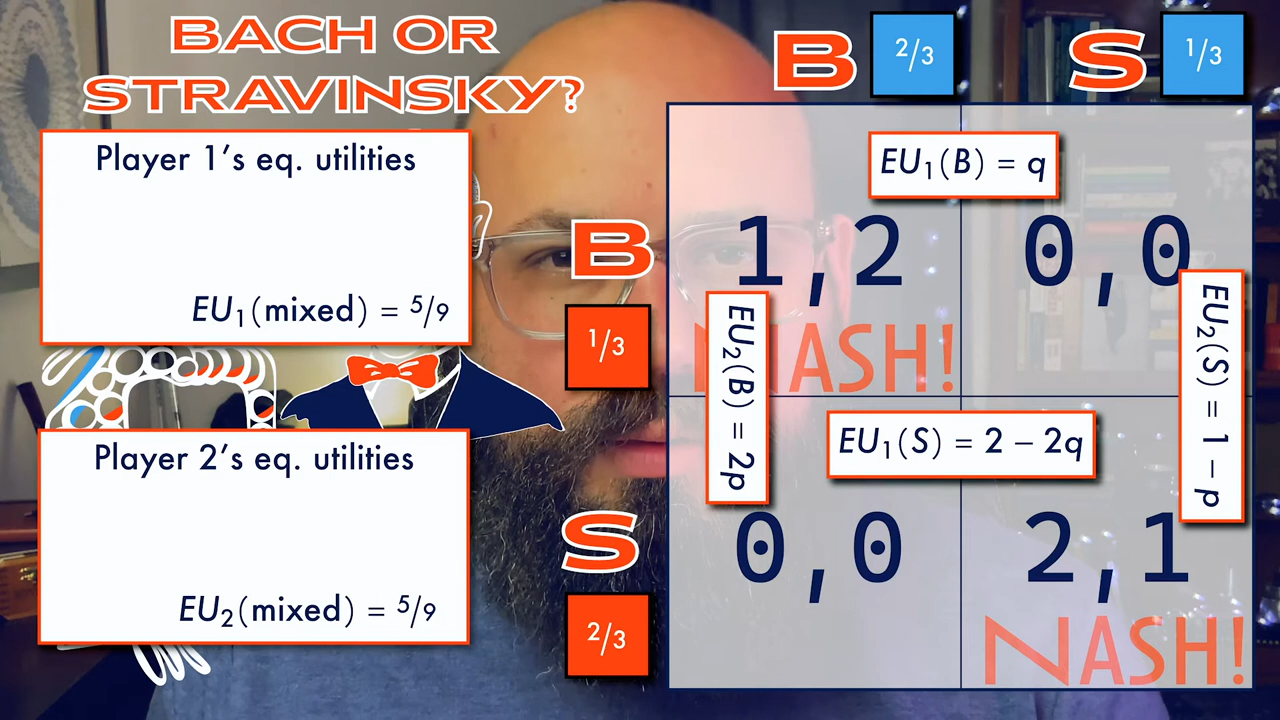 BACH OR
STRAVINSKY?
Player 1's eq. utilities
EU₁(mixed) = 5/9
Player 2's eq. utilities
EU₂(mixed) = 5/9
B 2/3 S 1/3
EU₁(B) = q
B 1,2 0,0
1/3
NASH!
EU₂(B) = 2p
EU₂(S) = 1 − p
EU₁(S) = 2 − 2q
S 0,0 2,1
2/3
NASH!